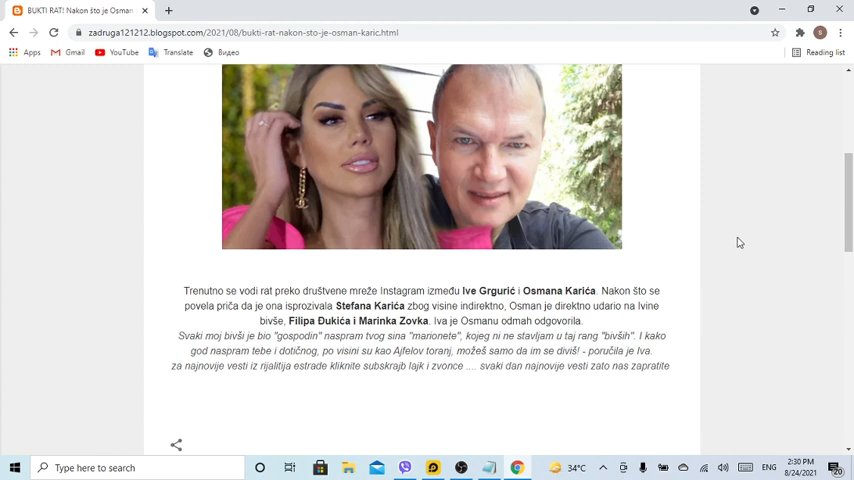 BUKTI RAT! Nakon što je Osman
zadruga121212.blogspot.com/2021/08/bukti-rat-nakon-sto-je-osman-karic.html
Apps Gmail YouTube Translate Видео Reading list
Trenutno se vodi rat preko društvene mreže Instagram između Ive Grgurić i Osmana Karića. Nakon što se
povela priča da je ona isprozivala Stefana Karića zbog visine indirektno, Osman je direktno udario na Ivine
bivše, Filipa Đukića i Marinka Zovka. Iva je Osmanu odmah odgovorila.
Svaki moj bivši je bio "gospodin" naspram tvog sina "marionete", kojeg ni ne stavljam u taj rang "bivših". I kako
god naspram tebe i dotičnog, po visini su kao Ajfelov toranj, možeš samo da im se diviš! - poručila je Iva.
za najnovije vesti iz rijalitija estrade kliknite subskrajb lajk i zvonce .... svaki dan najnovije vesti zato nas zapratite
Type here to search
34°C
ENG
2:30 PM
8/24/2021
20